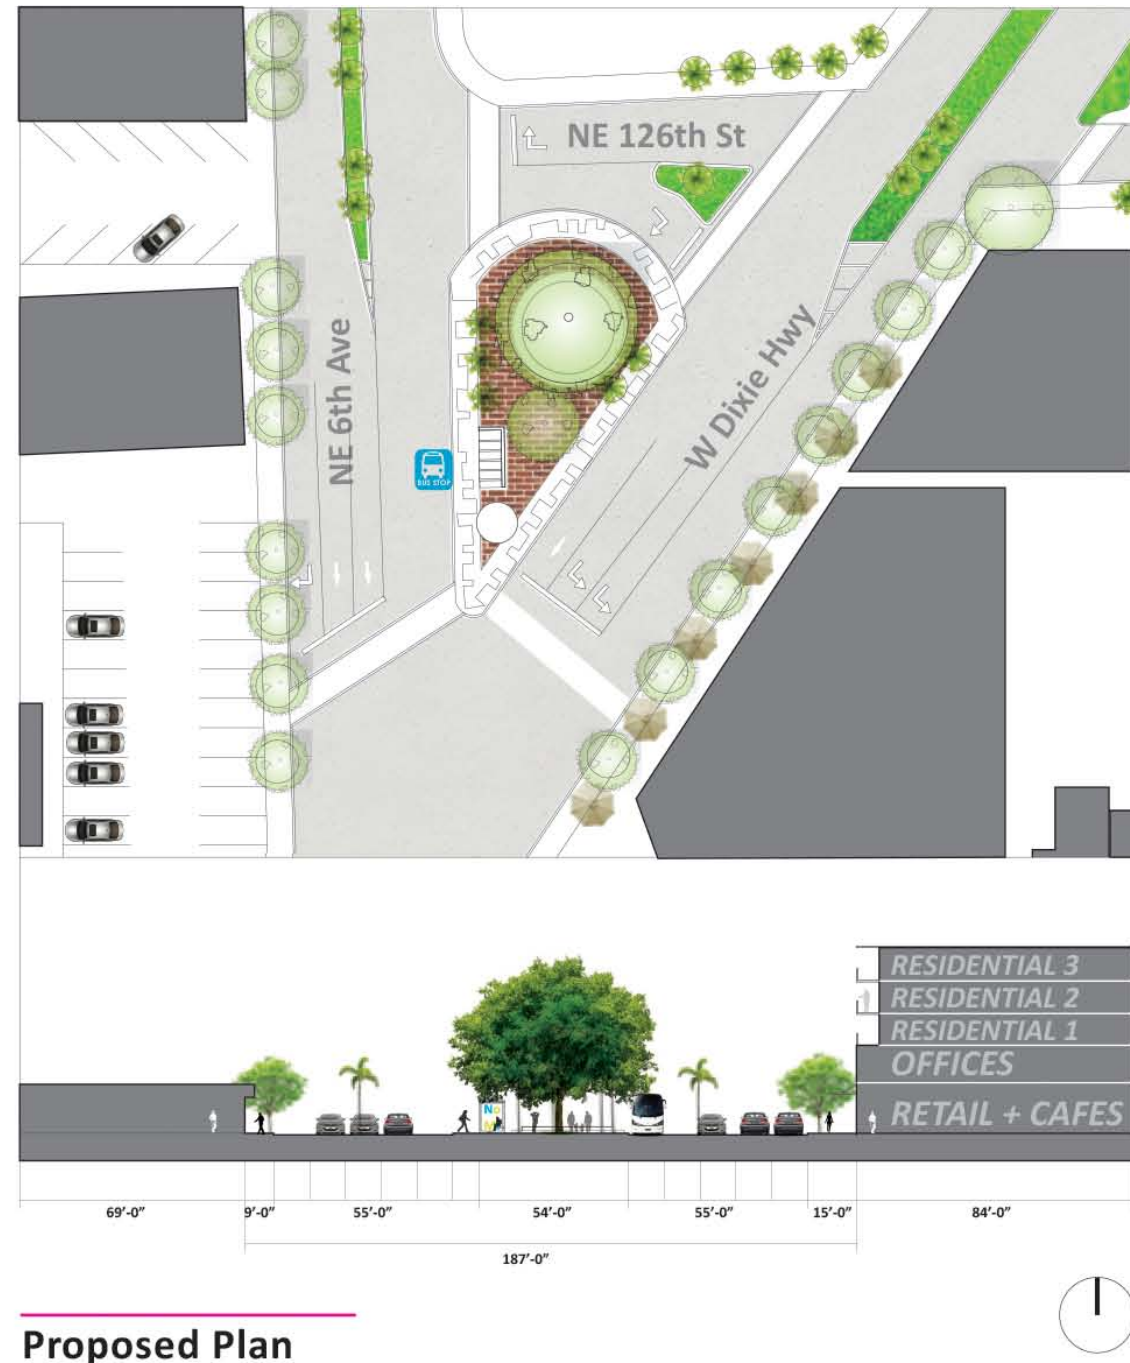 NE 126th St
NE 6th Ave
W Dixie Hwy
BUS STOP
RESIDENTIAL 3
RESIDENTIAL 2
RESIDENTIAL 1
OFFICES
RETAIL + CAFES
No
69'-0"
9'-0"
55'-0"
54'-0"
55'-0"
15'-0"
84'-0"
187'-0"
Proposed Plan